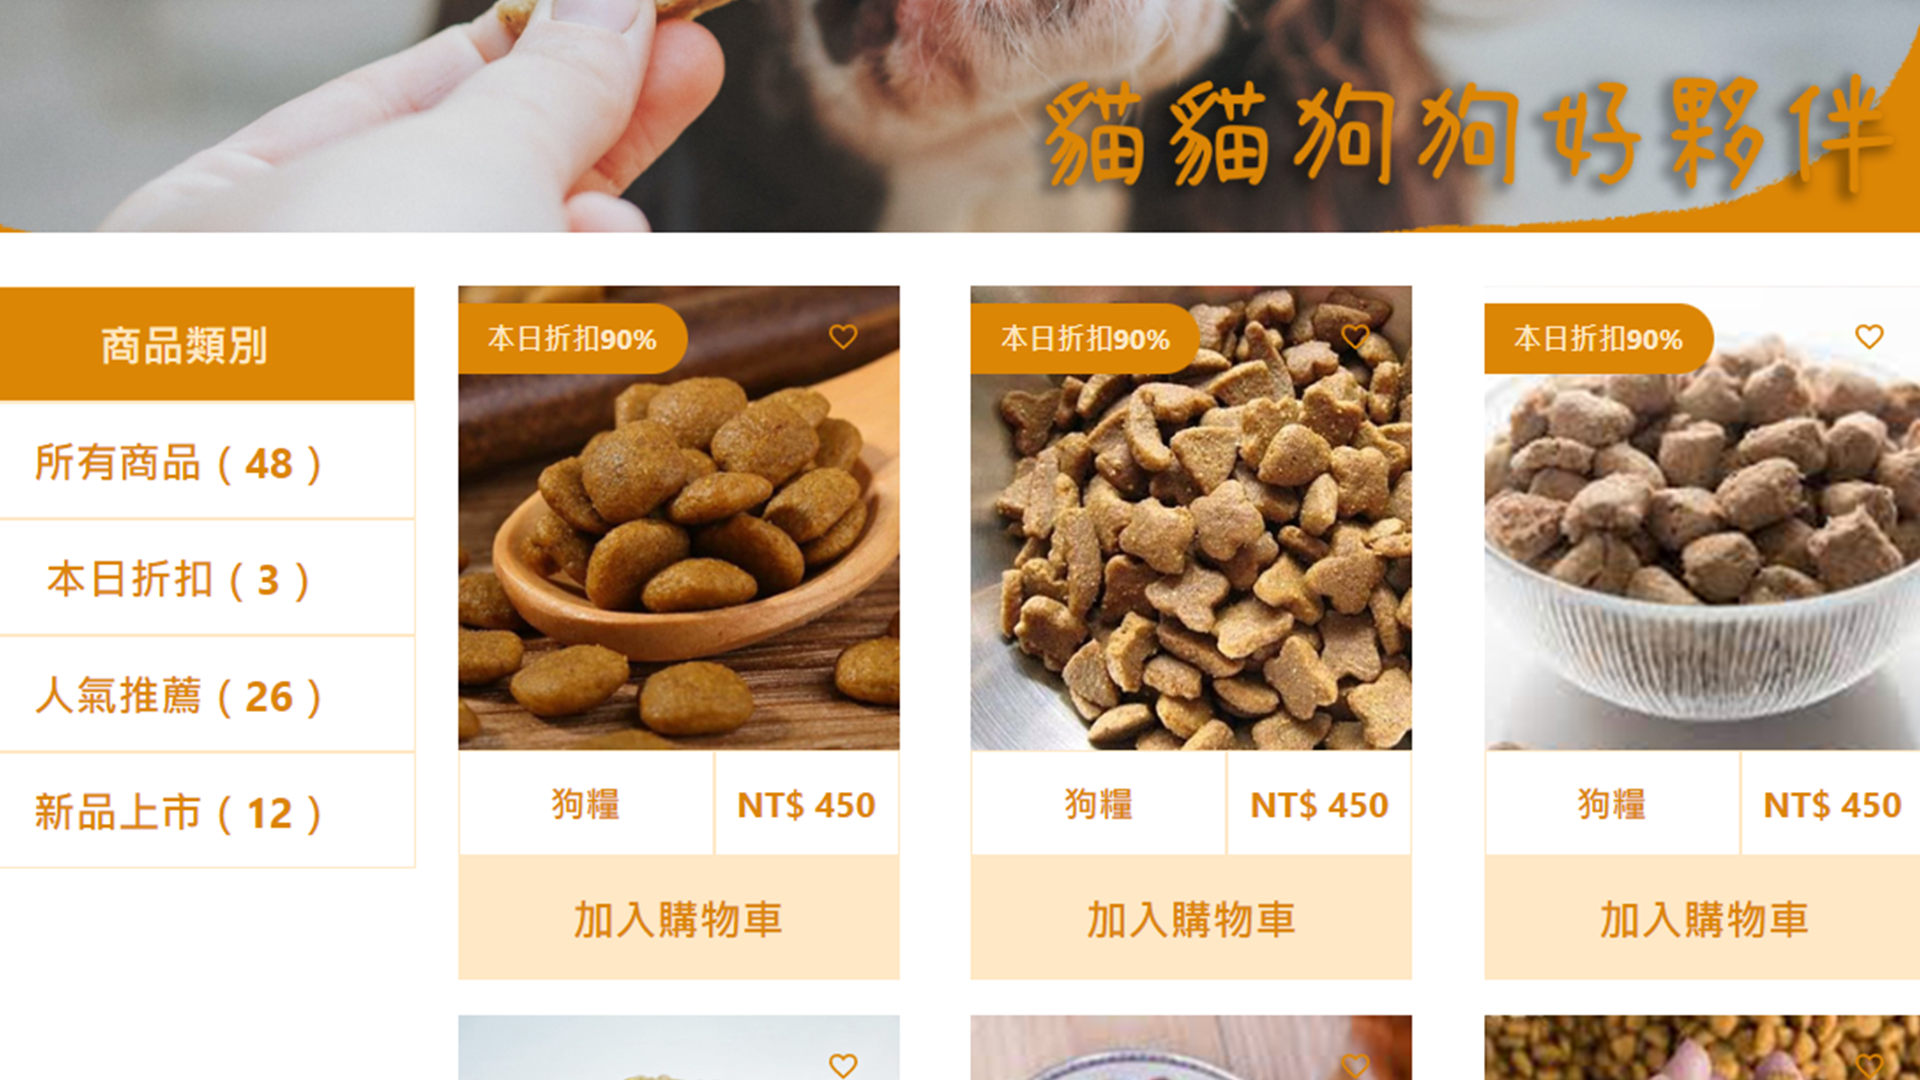 貓貓狗狗好夥伴
商品類別
所有商品 ( 48 )
本日折扣 ( 3 )
人氣推薦 ( 26 )
新品上市 ( 12 )
本日折扣90%
狗糧
NT$ 450
加入購物車
本日折扣90%
狗糧
NT$ 450
加入購物車
本日折扣90%
狗糧
NT$ 450
加入購物車